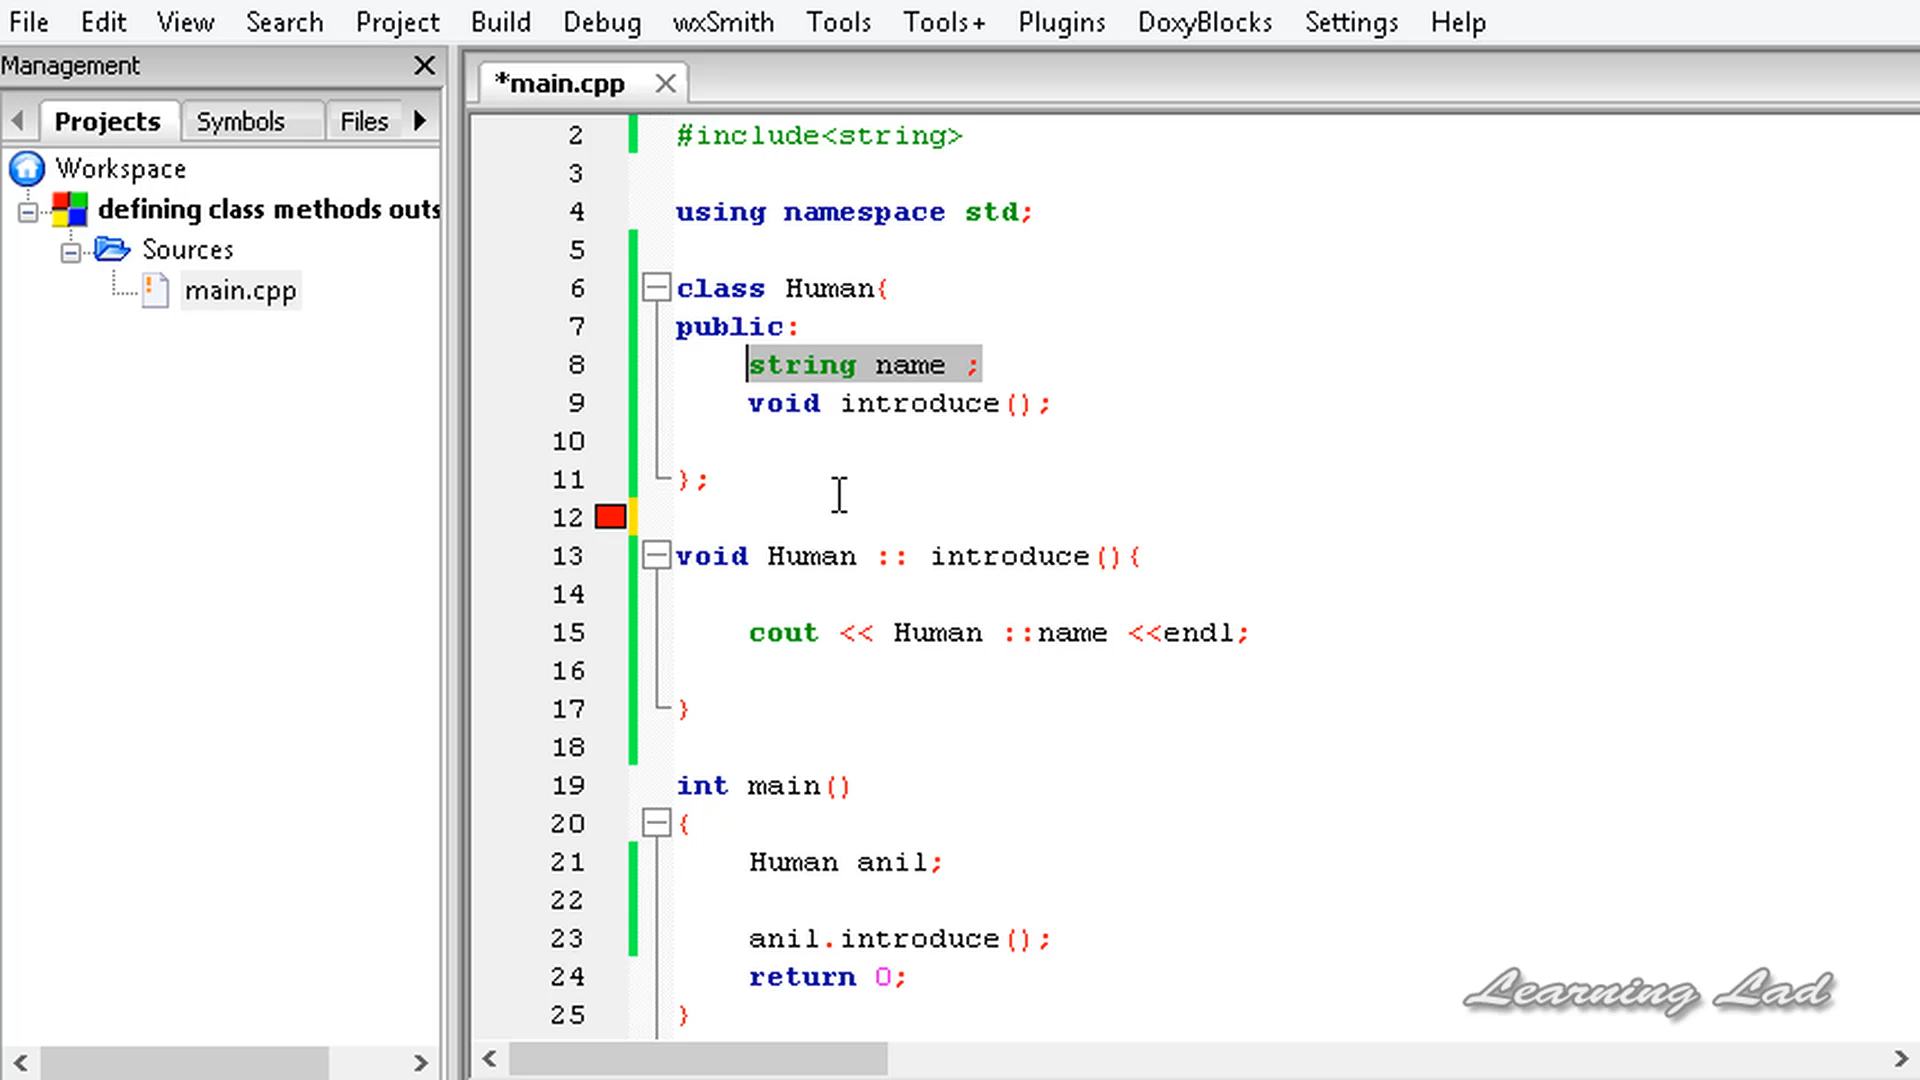 File Edit View Search Project Build Debug wxSmith Tools Tools+ Plugins DoxyBlocks Settings Help
Management
*main.cpp
Projects Symbols Files
Workspace
defining class methods outs
Sources
main.cpp
2 #include<string>
3
4 using namespace std;
5
6 class Human{
7 public:
8 string name ;
9 void introduce();
10
11 };
12
13 void Human :: introduce(){
14
15 cout << Human ::name <<endl;
16
17 }
18
19 int main()
20 {
21 Human anil;
22
23 anil.introduce();
24 return 0;
25 }
Learning Lad